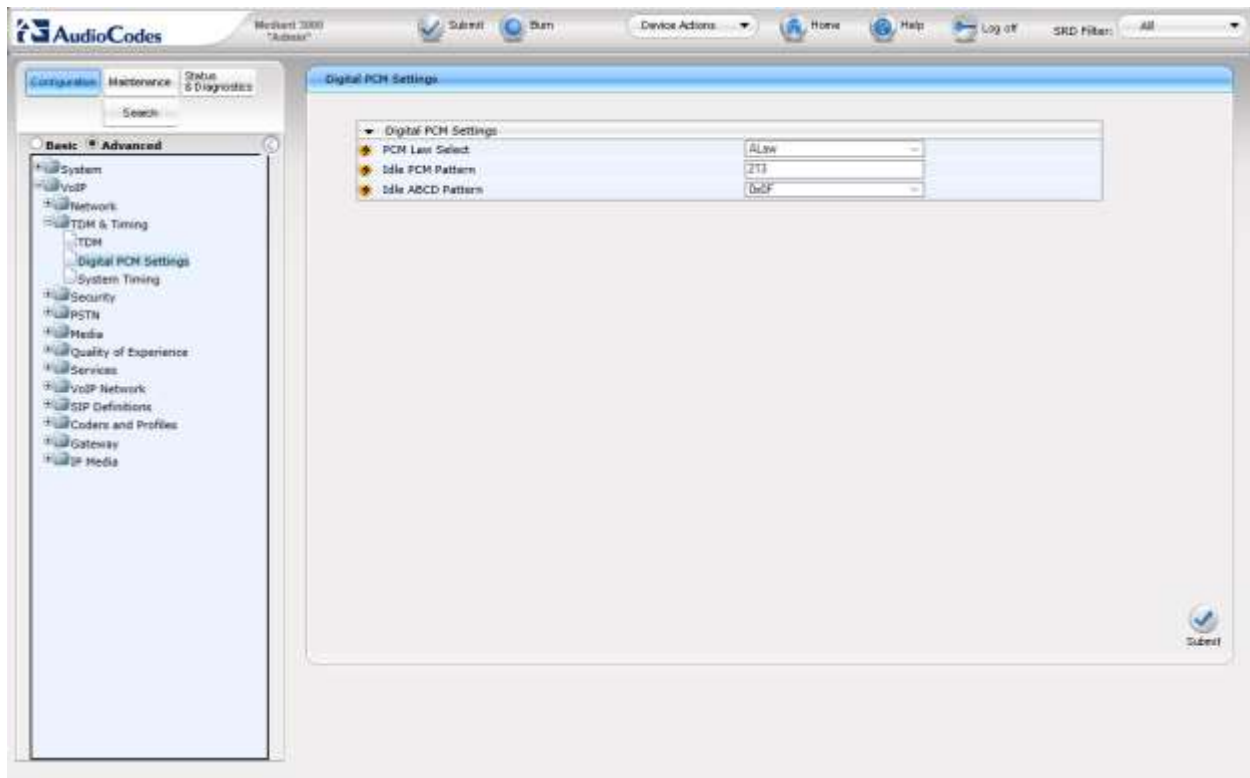 AudioCodes
Mediant 3000
"Admin"
Submit
Burn
Device Actions
Home
Help
Log off
SRD Filter:
All
Configuration
Maintenance
Status
& Diagnostics
Search
Basic
Advanced
System
VoIP
Network
TDM & Timing
TDM
Digital PCM Settings
System Timing
Security
PSTN
Media
Quality of Experience
Services
VoIP Network
SIP Definitions
Coders and Profiles
Gateway
IP Media
Digital PCM Settings
Digital PCM Settings
PCM Law Select
ALaw
Idle PCM Pattern
213
Idle ABCD Pattern
0x0F
Submit